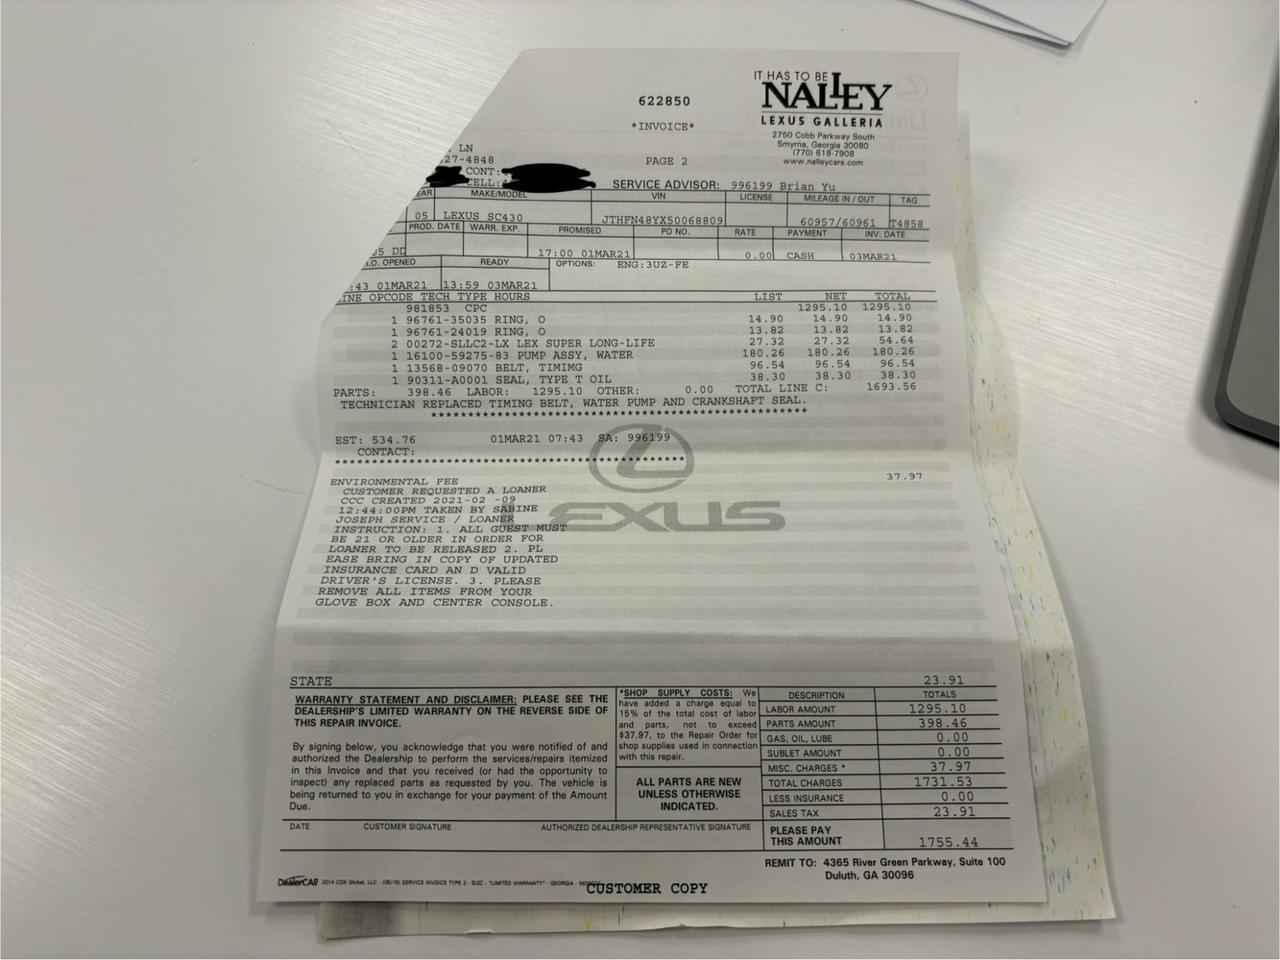 IT HAS TO BE
NALLEY
LEXUS GALLERIA
2750 Cobb Parkway South
Smyrna, Georgia 30080
(770) 618-7908
www.nalleycars.com
622850
*INVOICE*
PAGE 2
LN
27-4848
CONT:
CELL:
SERVICE ADVISOR: 996199 Brian Yu
EAR MAKE/MODEL VIN LICENSE MILEAGE IN / OUT TAG
05 LEXUS SC430 JTHFN48YX50068809 60957/60961 T4858
PROD. DATE WARR. EXP. PROMISED PO NO. RATE PAYMENT INV. DATE
05 DD 17:00 01MAR21 0.00 CASH 03MAR21
.O. OPENED READY OPTIONS: ENG:3UZ-FE
:43 01MAR21 13:59 03MAR21
LINE OPCODE TECH TYPE HOURS LIST NET TOTAL
981853 CPC 1295.10 1295.10
1 96761-35035 RING, O 14.90 14.90 14.90
1 96761-24019 RING, O 13.82 13.82 13.82
2 00272-SLLC2-LX LEX SUPER LONG-LIFE 27.32 27.32 54.64
1 16100-59275-83 PUMP ASSY, WATER 180.26 180.26 180.26
1 13568-09070 BELT, TIMIMG 96.54 96.54 96.54
1 90311-A0001 SEAL, TYPE T OIL 38.30 38.30 38.30
PARTS: 398.46 LABOR: 1295.10 OTHER: 0.00 TOTAL LINE C: 1693.56
TECHNICIAN REPLACED TIMING BELT, WATER PUMP AND CRANKSHAFT SEAL.
****************************************************
EST: 534.76 01MAR21 07:43 SA: 996199
CONTACT:
****************************************************
LEXUS
ENVIRONMENTAL FEE 37.97
CUSTOMER REQUESTED A LOANER
CCC CREATED 2021-02 -09
12:44:00PM TAKEN BY SABINE
JOSEPH SERVICE / LOANER
INSTRUCTION: 1. ALL GUEST MUST
BE 21 OR OLDER IN ORDER FOR
LOANER TO BE RELEASED 2. PL
EASE BRING IN COPY OF UPDATED
INSURANCE CARD AN D VALID
DRIVER'S LICENSE. 3. PLEASE
REMOVE ALL ITEMS FROM YOUR
GLOVE BOX AND CENTER CONSOLE.
STATE 23.91
WARRANTY STATEMENT AND DISCLAIMER: PLEASE SEE THE
DEALERSHIP'S LIMITED WARRANTY ON THE REVERSE SIDE OF
THIS REPAIR INVOICE.
By signing below, you acknowledge that you were notified of and
authorized the Dealership to perform the services/repairs itemized
in this Invoice and that you received (or had the opportunity to
inspect) any replaced parts as requested by you. The vehicle is
being returned to you in exchange for your payment of the Amount
Due.
*SHOP SUPPLY COSTS: We
have added a charge equal to
15% of the total cost of labor
and parts, not to exceed
$37.97, to the Repair Order for
shop supplies used in connection
with this repair.
ALL PARTS ARE NEW
UNLESS OTHERWISE
INDICATED.
DESCRIPTION TOTALS
LABOR AMOUNT 1295.10
PARTS AMOUNT 398.46
GAS, OIL, LUBE 0.00
SUBLET AMOUNT 0.00
MISC. CHARGES * 37.97
TOTAL CHARGES 1731.53
LESS INSURANCE 0.00
SALES TAX 23.91
PLEASE PAY
THIS AMOUNT 1755.44
DATE CUSTOMER SIGNATURE AUTHORIZED DEALERSHIP REPRESENTATIVE SIGNATURE
REMIT TO: 4365 River Green Parkway, Suite 100
Duluth, GA 30096
DealerCAP 2014 CDK Global, LLC (05/16) SERVICE INVOICE TYPE 2 - SI2C - "LIMITED WARRANTY" - GEORGIA -
CUSTOMER COPY